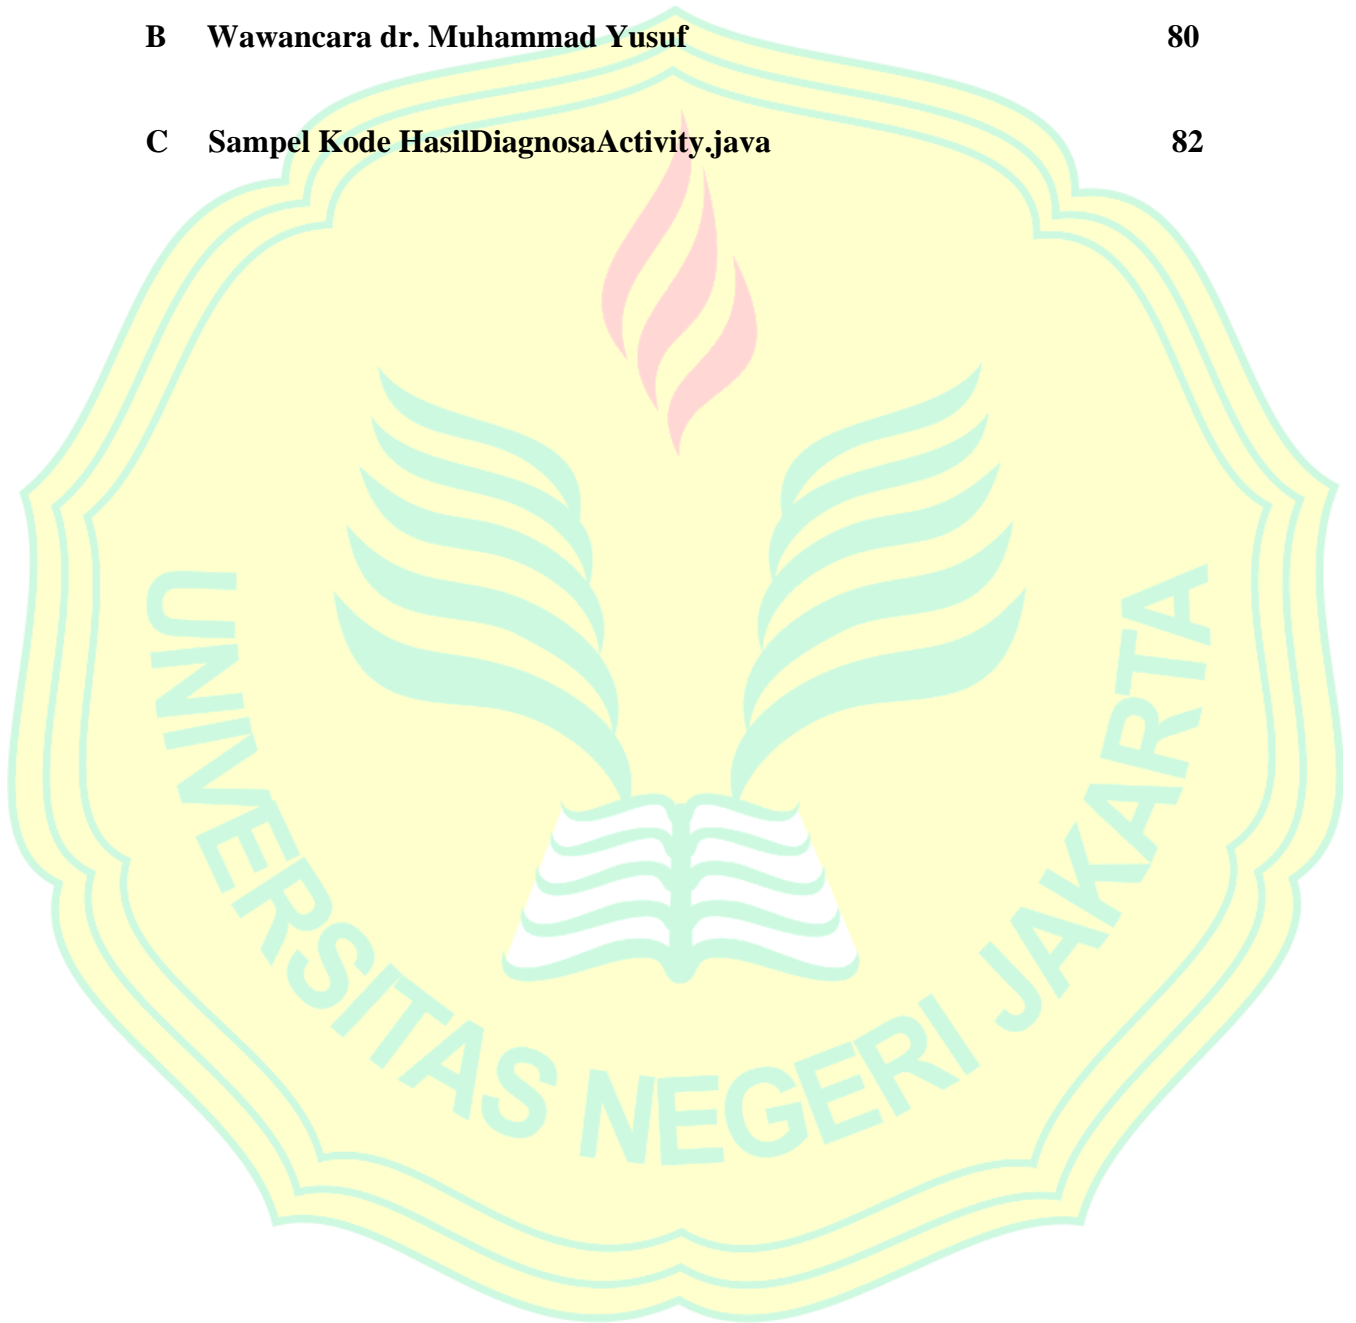 B Wawancara dr. Muhammad Yusuf 80
C Sampel Kode HasilDiagnosaActivity.java 82
UNIVERSITAS NEGERI JAKARTA